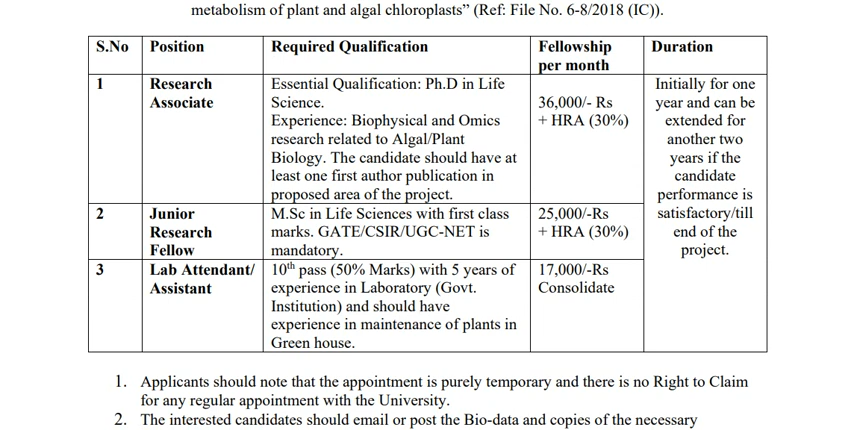 metabolism of plant and algal chloroplasts” (Ref: File No. 6-8/2018 (IC)).
S.No Position Required Qualification Fellowship per month Duration
1 Research Associate
Essential Qualification: Ph.D in Life
Science.
Experience: Biophysical and Omics
research related to Algal/Plant
Biology. The candidate should have at
least one first author publication in
proposed area of the project.
36,000/- Rs
+ HRA (30%)
Initially for one
year and can be
extended for
another two
years if the
candidate
performance is
satisfactory/till
end of the
project.
2 Junior
Research
Fellow
M.Sc in Life Sciences with first class
marks. GATE/CSIR/UGC-NET is
mandatory.
25,000/-Rs
+ HRA (30%)
3 Lab Attendant/
Assistant
10th pass (50% Marks) with 5 years of
experience in Laboratory (Govt.
Institution) and should have
experience in maintenance of plants in
Green house.
17,000/-Rs
Consolidate
1. Applicants should note that the appointment is purely temporary and there is no Right to Claim
for any regular appointment with the University.
2. The interested candidates should email or post the Bio-data and copies of the necessary